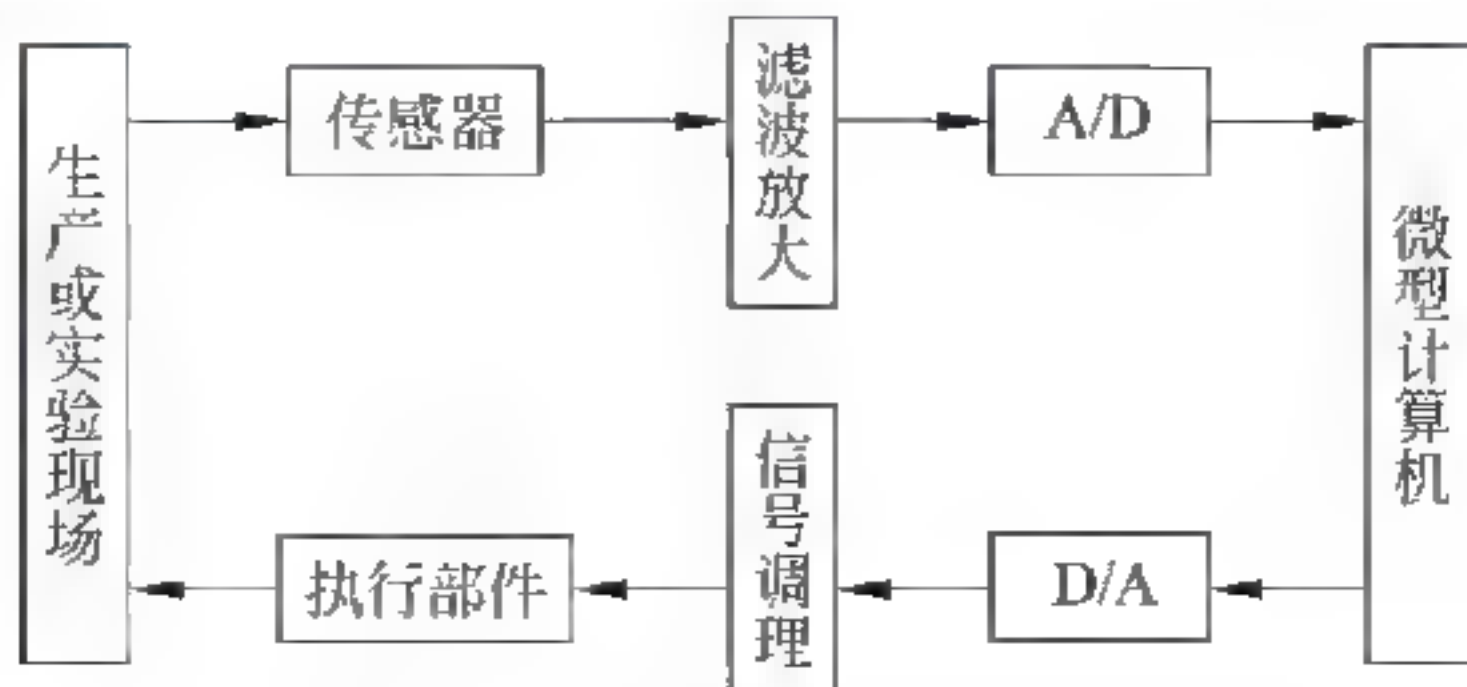 生产或实验现场
传感器
滤波放大
A/D
微型计算机
执行部件
信号调理
D/A